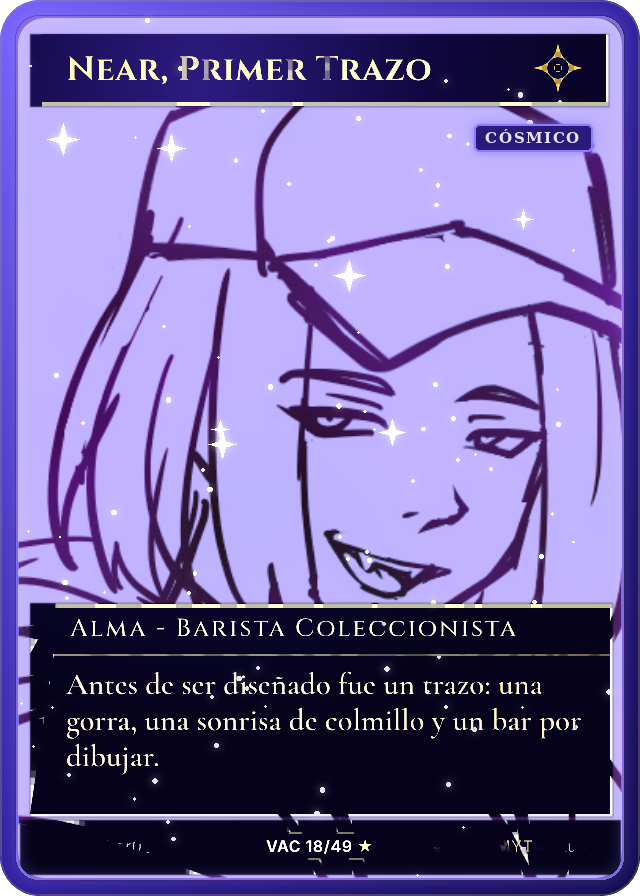 Near, Primer Trazo
CÓSMICO
Alma - Barista Coleccionista
Antes de ser diseñado fue un trazo: una
gorra, una sonrisa de colmillo y un bar por
dibujar.
VAC 18/49 ★